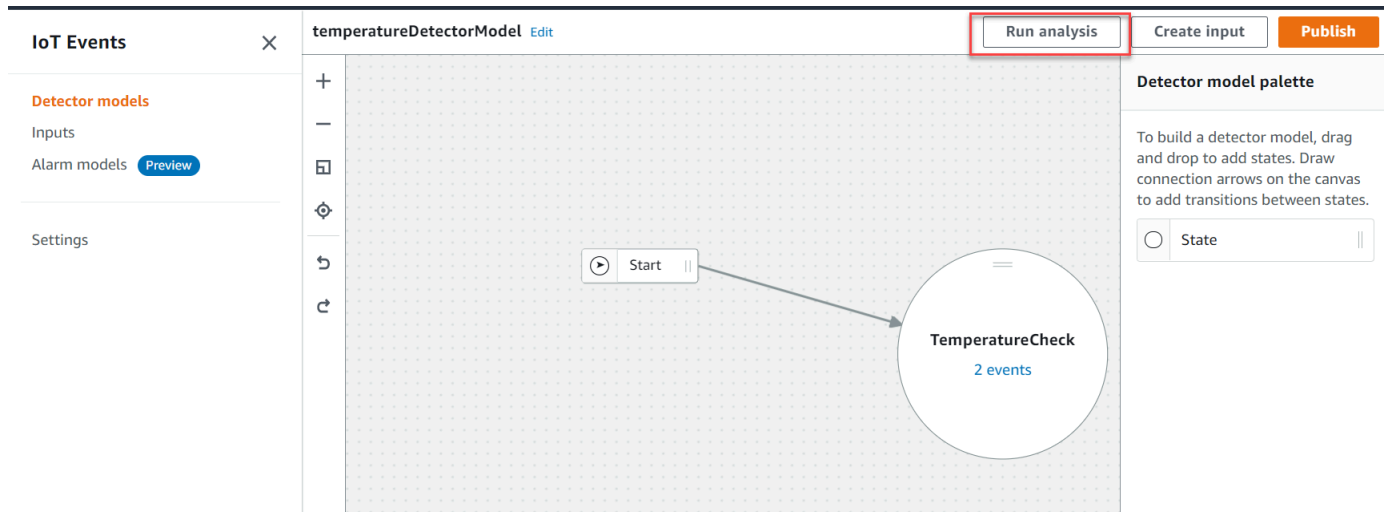 IoT Events
temperatureDetectorModel Edit
Run analysis
Create input
Publish
Detector models
Inputs
Alarm models Preview
Settings
Start
TemperatureCheck
2 events
Detector model palette
To build a detector model, drag
and drop to add states. Draw
connection arrows on the canvas
to add transitions between states.
State